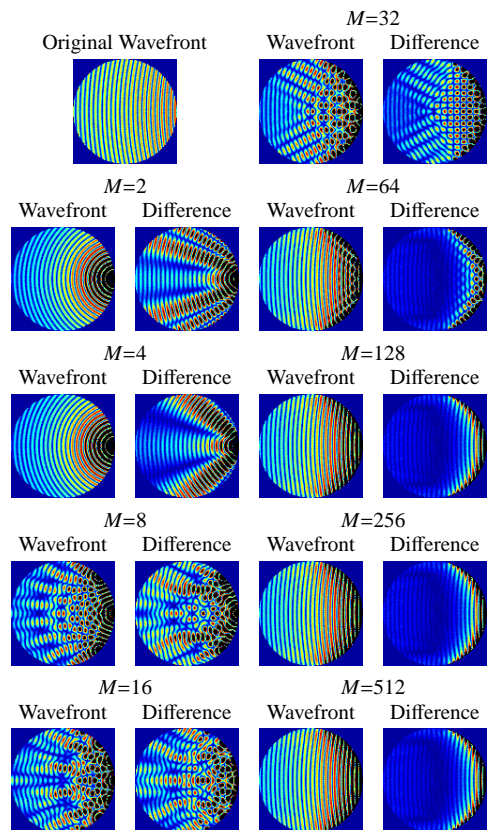 Original Wavefront
M=2
Wavefront Difference
M=4
Wavefront Difference
M=8
Wavefront Difference
M=16
Wavefront Difference
M=32
Wavefront Difference
M=64
Wavefront Difference
M=128
Wavefront Difference
M=256
Wavefront Difference
M=512
Wavefront Difference